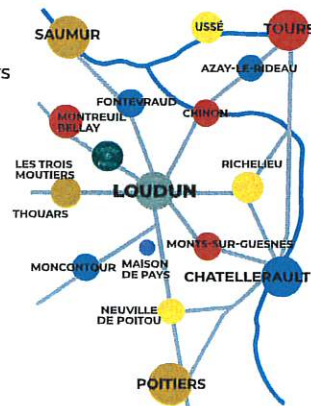 SAUMUR
USSÉ
TOURS
TS
AZAY-LE-RIDEAU
FONTEVRAUD
CHINON
MONTREUIL
BELLAY
LES TROIS
MOUTIERS
RICHELIEU
LOUDUN
THOUARS
MONTS-SUR-GUESNES
MONCONTOUR
MAISON
DE PAYS
CHATELLERAULT
NEUVILLE
DE POITOU
POITIERS